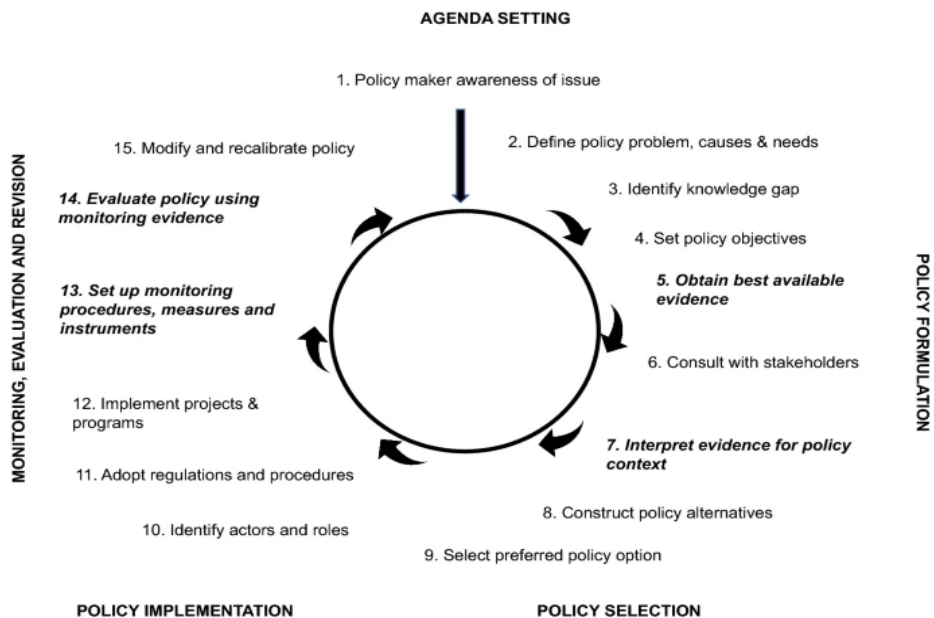 AGENDA SETTING
1. Policy maker awareness of issue
2. Define policy problem, causes & needs
3. Identify knowledge gap
4. Set policy objectives
5. Obtain best available
evidence
6. Consult with stakeholders
7. Interpret evidence for policy
context
8. Construct policy alternatives
9. Select preferred policy option
10. Identify actors and roles
11. Adopt regulations and procedures
12. Implement projects &
programs
13. Set up monitoring
procedures, measures and
instruments
14. Evaluate policy using
monitoring evidence
15. Modify and recalibrate policy
POLICY FORMULATION
POLICY SELECTION
POLICY IMPLEMENTATION
MONITORING, EVALUATION AND REVISION